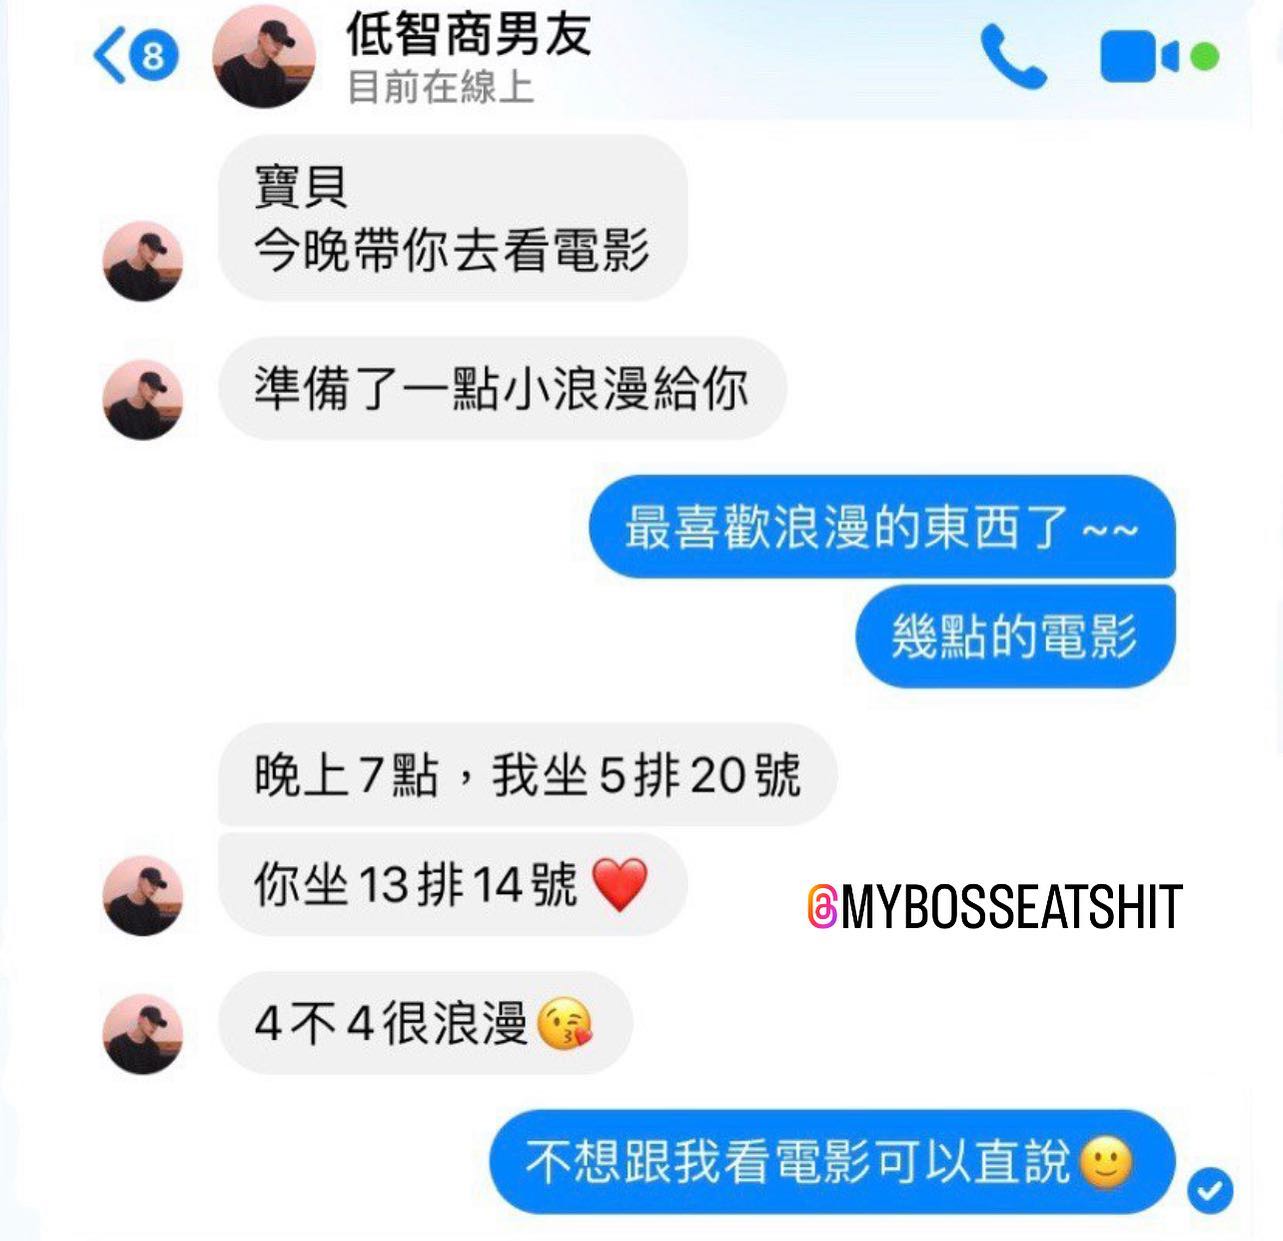 8
低智商男友
目前在線上
寶貝
今晚帶你去看電影
準備了一點小浪漫給你
最喜歡浪漫的東西了~~
幾點的電影
晚上7點，我坐5排20號
你坐13排14號❤️
@MYBOSSEATSHIT
4不4很浪漫😘
不想跟我看電影可以直說🙂